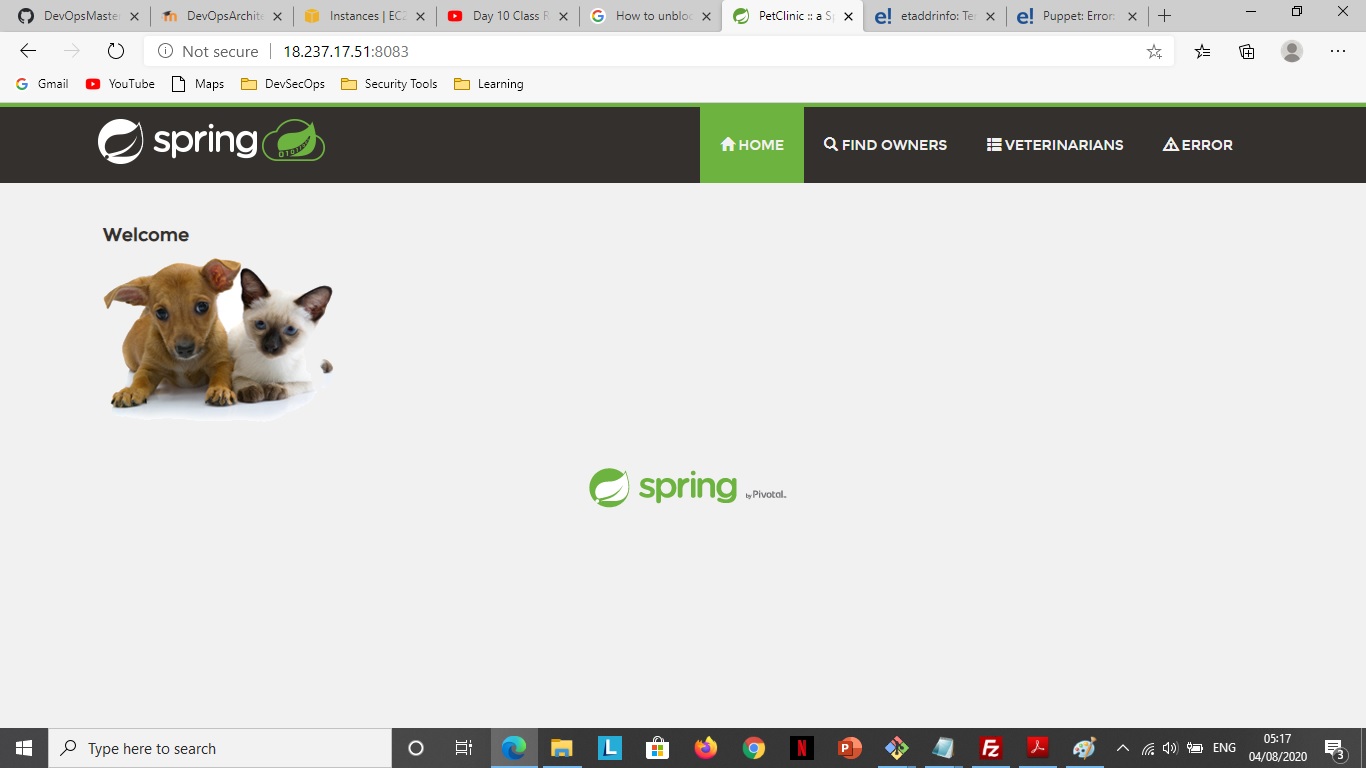 DevOpsMaster
DevOpsArchite
Instances | EC2
Day 10 Class R
How to unbloc
PetClinic :: a Sp
etaddrinfo: Ter
Puppet: Error:
Not secure
18.237.17.51:8083
Gmail
YouTube
Maps
DevSecOps
Security Tools
Learning
spring
HOME
FIND OWNERS
VETERINARIANS
ERROR
Welcome
spring by Pivotal
Type here to search
ENG
05:17
04/08/2020
3